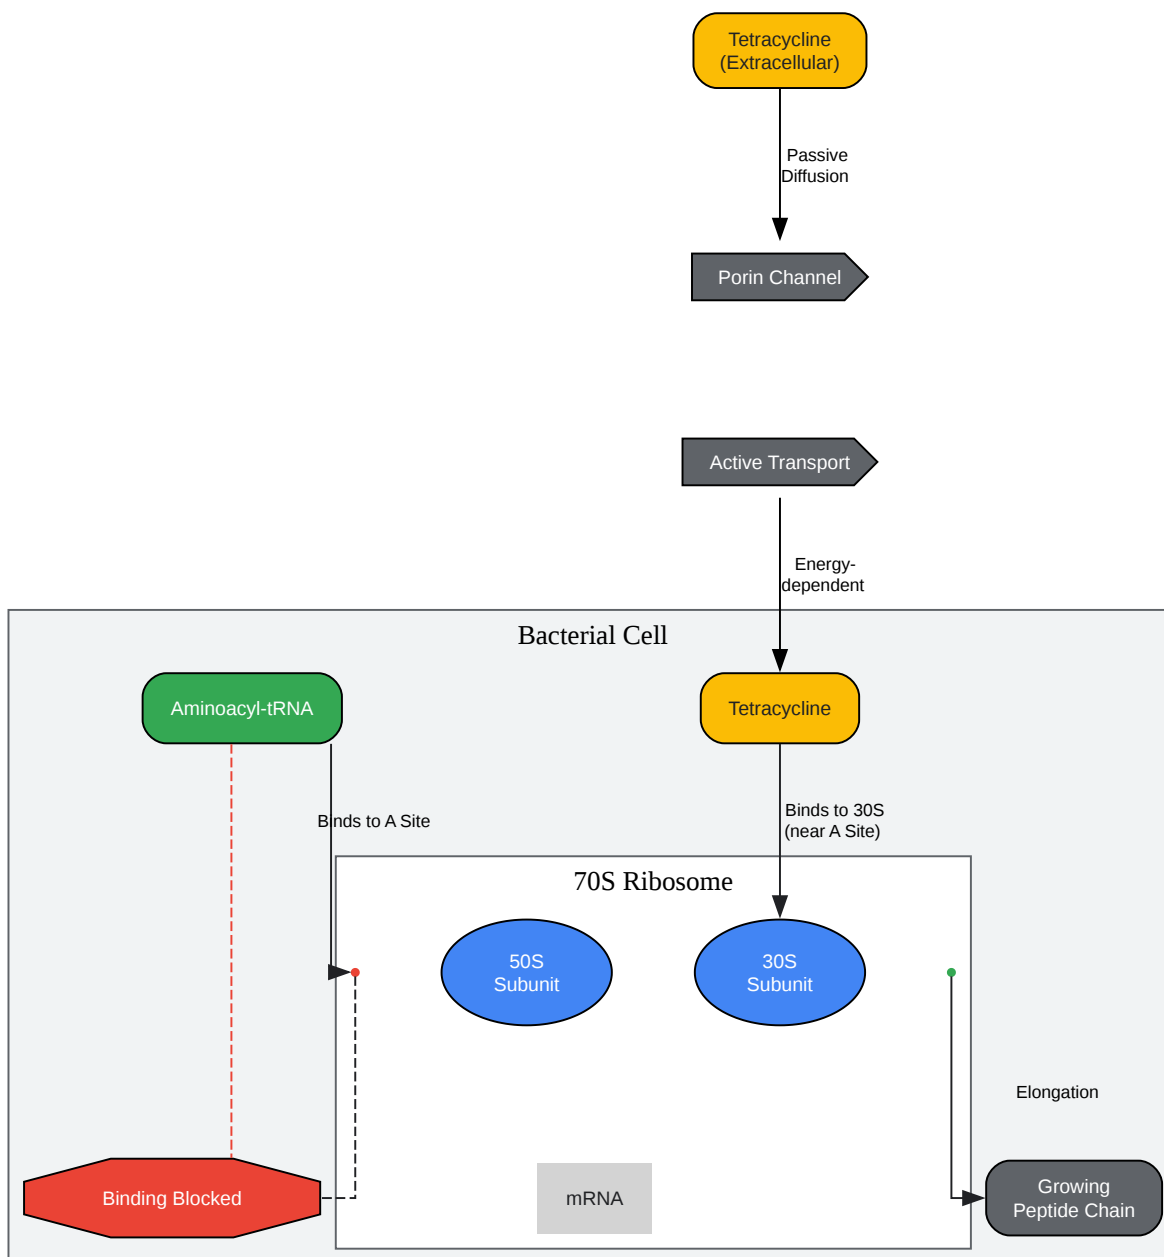 Tetracycline
(Extracellular)
Passive
Diffusion
Porin Channel
Active Transport
Energy-
dependent
Bacterial Cell
Aminoacyl-tRNA
Tetracycline
Binds to A Site
Binds to 30S
(near A Site)
70S Ribosome
50S
Subunit
30S
Subunit
Elongation
Binding Blocked
mRNA
Growing
Peptide Chain